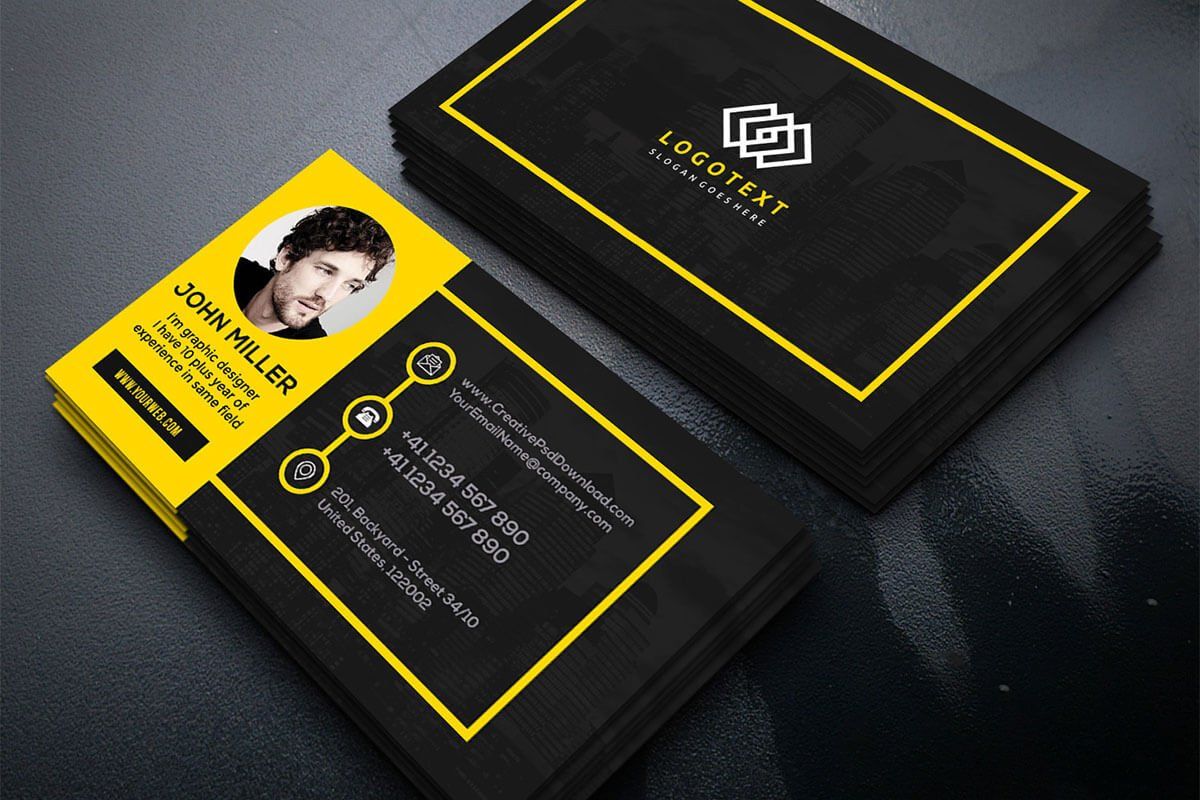 LOGOTEXT
SLOGAN GOES HERE
JOHN MILLER
I'm graphic designer
I have 10 plus year of
experience in same field
WWW.YOURWEB.COM
www.CreativePsdDownload.com
YourEmailName@company.com
+41 1234 567 890
+41 1234 567 890
201, Backyard - Street 34/10
United States, 122002